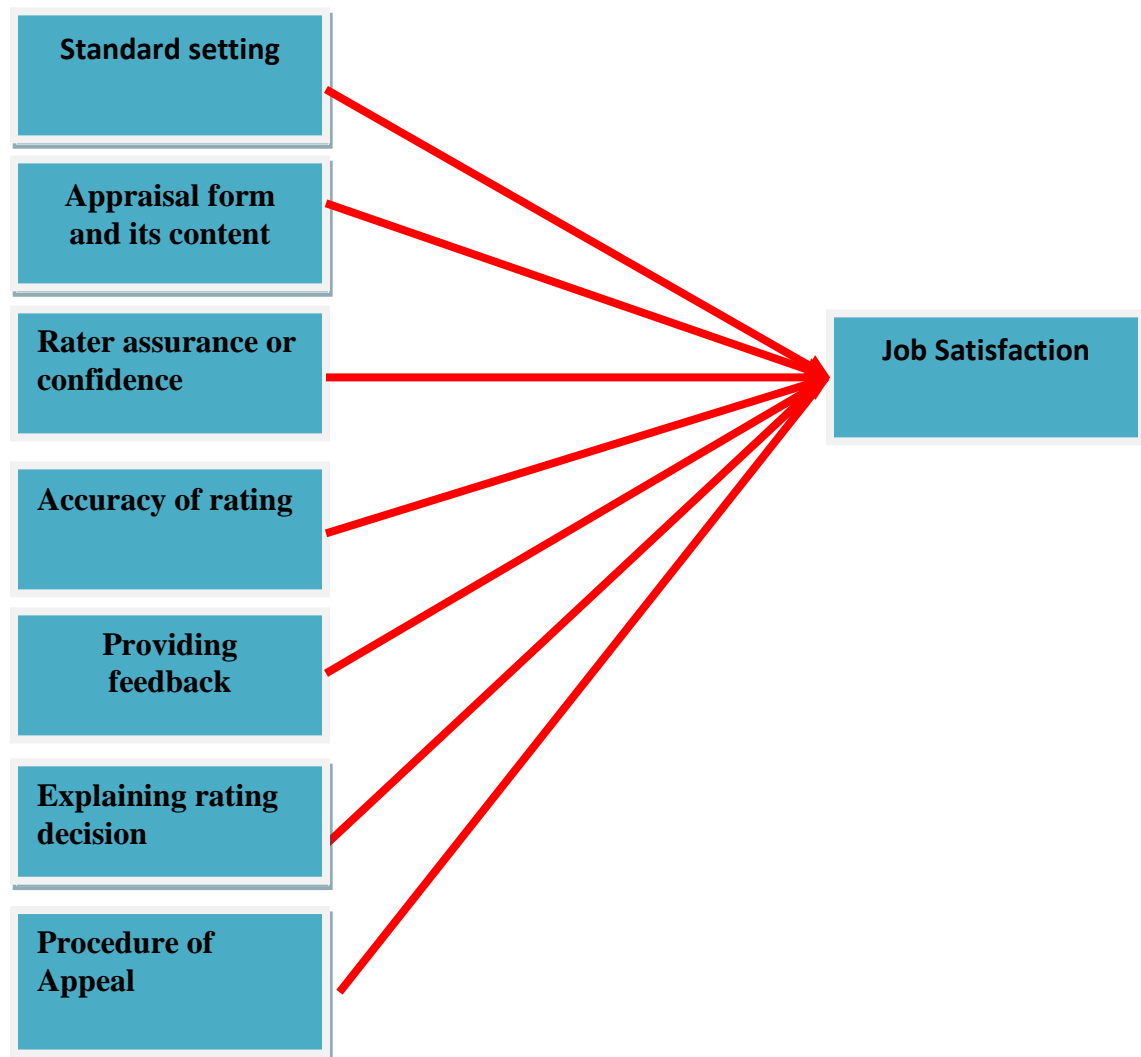 Standard setting
Appraisal form
and its content
Rater assurance or
confidence
Job Satisfaction
Accuracy of rating
Providing
feedback
Explaining rating
decision
Procedure of
Appeal